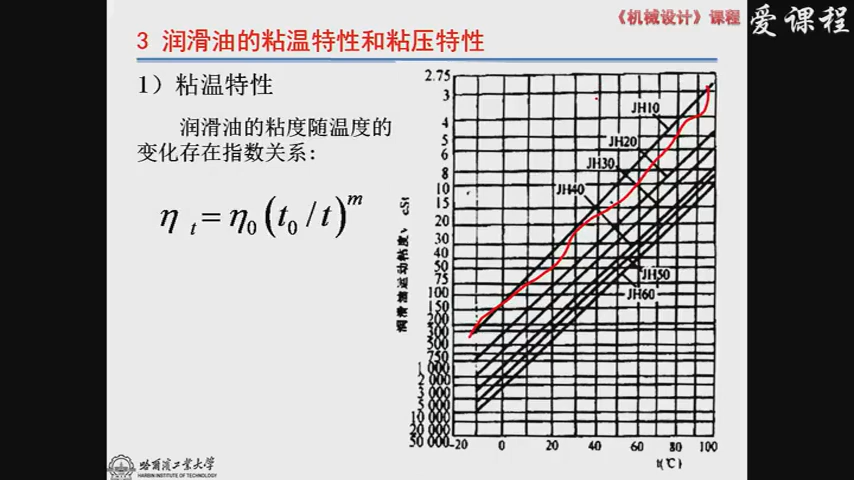 《机械设计》课程
爱课程
3 润滑油的粘温特性和粘压特性
1）粘温特性
润滑油的粘度随温度的
变化存在指数关系：
η t = η0 (t0 / t)^m
润滑油运动粘度ν cSt
2.75
3
4
5
6
8
10
15
20
30
40
50
75
100
150
200
300
500
750
1 000
2 000
3 000
5 000
10 000
20 000
50 000
JH10
JH20
JH30
JH40
JH50
JH60
-20 0 20 40 60 80 100
t(℃)
哈尔滨工业大学
HARBIN INSTITUTE OF TECHNOLOGY